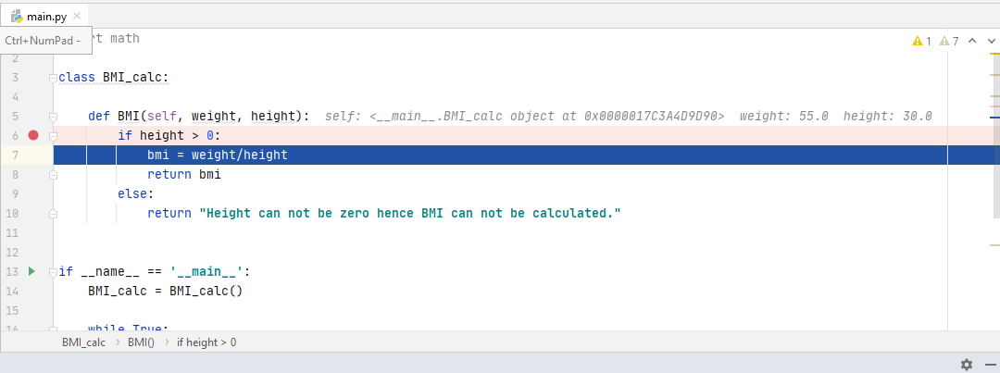 main.py
Ctrl+NumPad -
rt math
1 7
2
3 class BMI_calc:
4
5 def BMI(self, weight, height): self: <__main__.BMI_calc object at 0x0000017C3A4D9D90> weight: 55.0 height: 30.0
6 if height > 0:
7 bmi = weight/height
8 return bmi
9 else:
10 return "Height can not be zero hence BMI can not be calculated."
11
12
13 if __name__ == '__main__':
14 BMI_calc = BMI_calc()
15
16 while True:
BMI_calc › BMI() › if height > 0